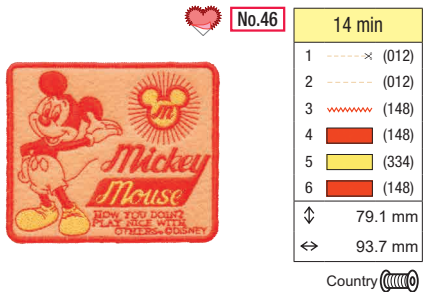 No.46
14 min
1 (012)
2 (012)
3 (148)
4 (148)
5 (334)
6 (148)
79.1 mm
93.7 mm
Country
m
Mickey
Mouse
HOW YOU DOIN?
PLAY NICE WITH
OTHERS. ©DISNEY